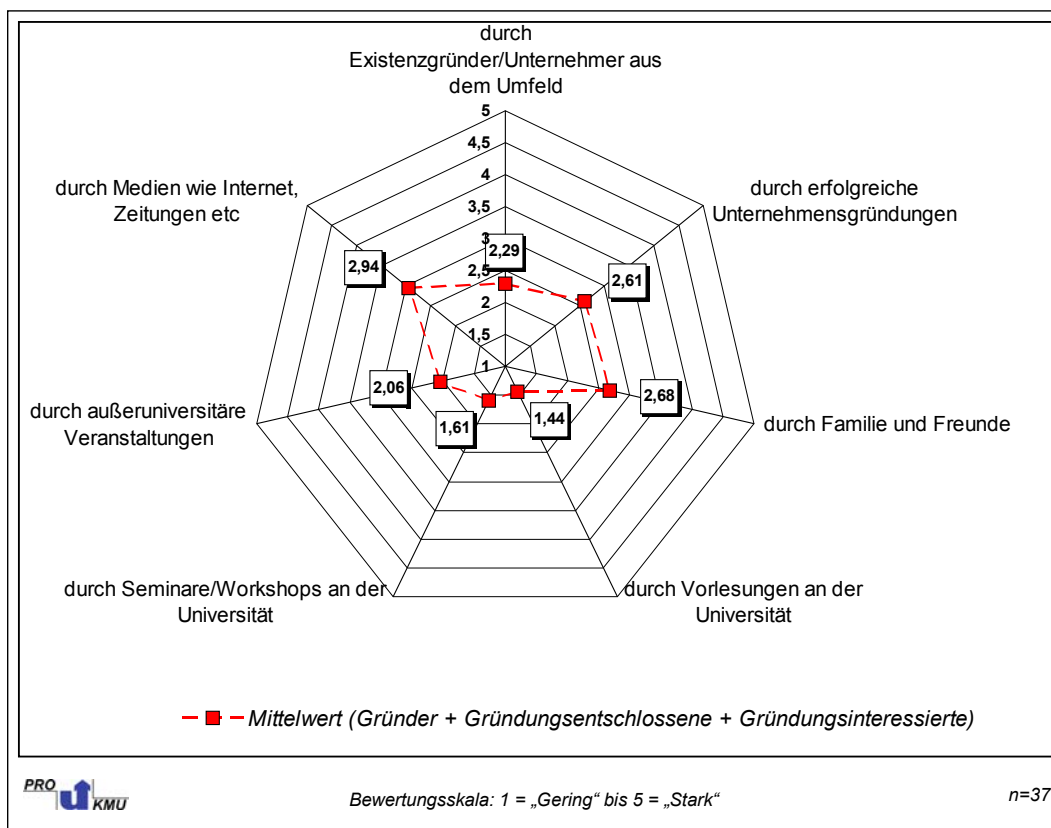 durch
Existenzgründer/Unternehmer aus
dem Umfeld
5
4,5
4
3,5
3
2,5
2
1,5
1
durch erfolgreiche
Unternehmensgründungen
durch Familie und Freunde
durch Vorlesungen an der
Universität
durch Seminare/Workshops an der
Universität
durch außeruniversitäre
Veranstaltungen
durch Medien wie Internet,
Zeitungen etc
2,29
2,61
2,68
1,44
1,61
2,06
2,94
Mittelwert (Gründer + Gründungsentschlossene + Gründungsinteressierte)
PRO u KMU
Bewertungsskala: 1 = „Gering“ bis 5 = „Stark“
n=37